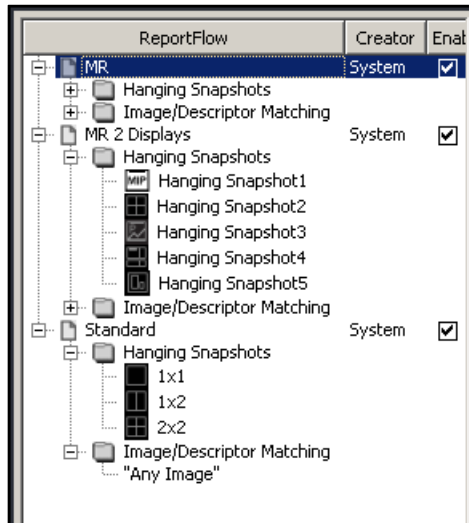 ReportFlow Creator Enab
MR System
Hanging Snapshots
Image/Descriptor Matching
MR 2 Displays System
Hanging Snapshots
MIP Hanging Snapshot1
Hanging Snapshot2
Hanging Snapshot3
Hanging Snapshot4
Hanging Snapshot5
Image/Descriptor Matching
Standard System
Hanging Snapshots
1x1
1x2
2x2
Image/Descriptor Matching
"Any Image"